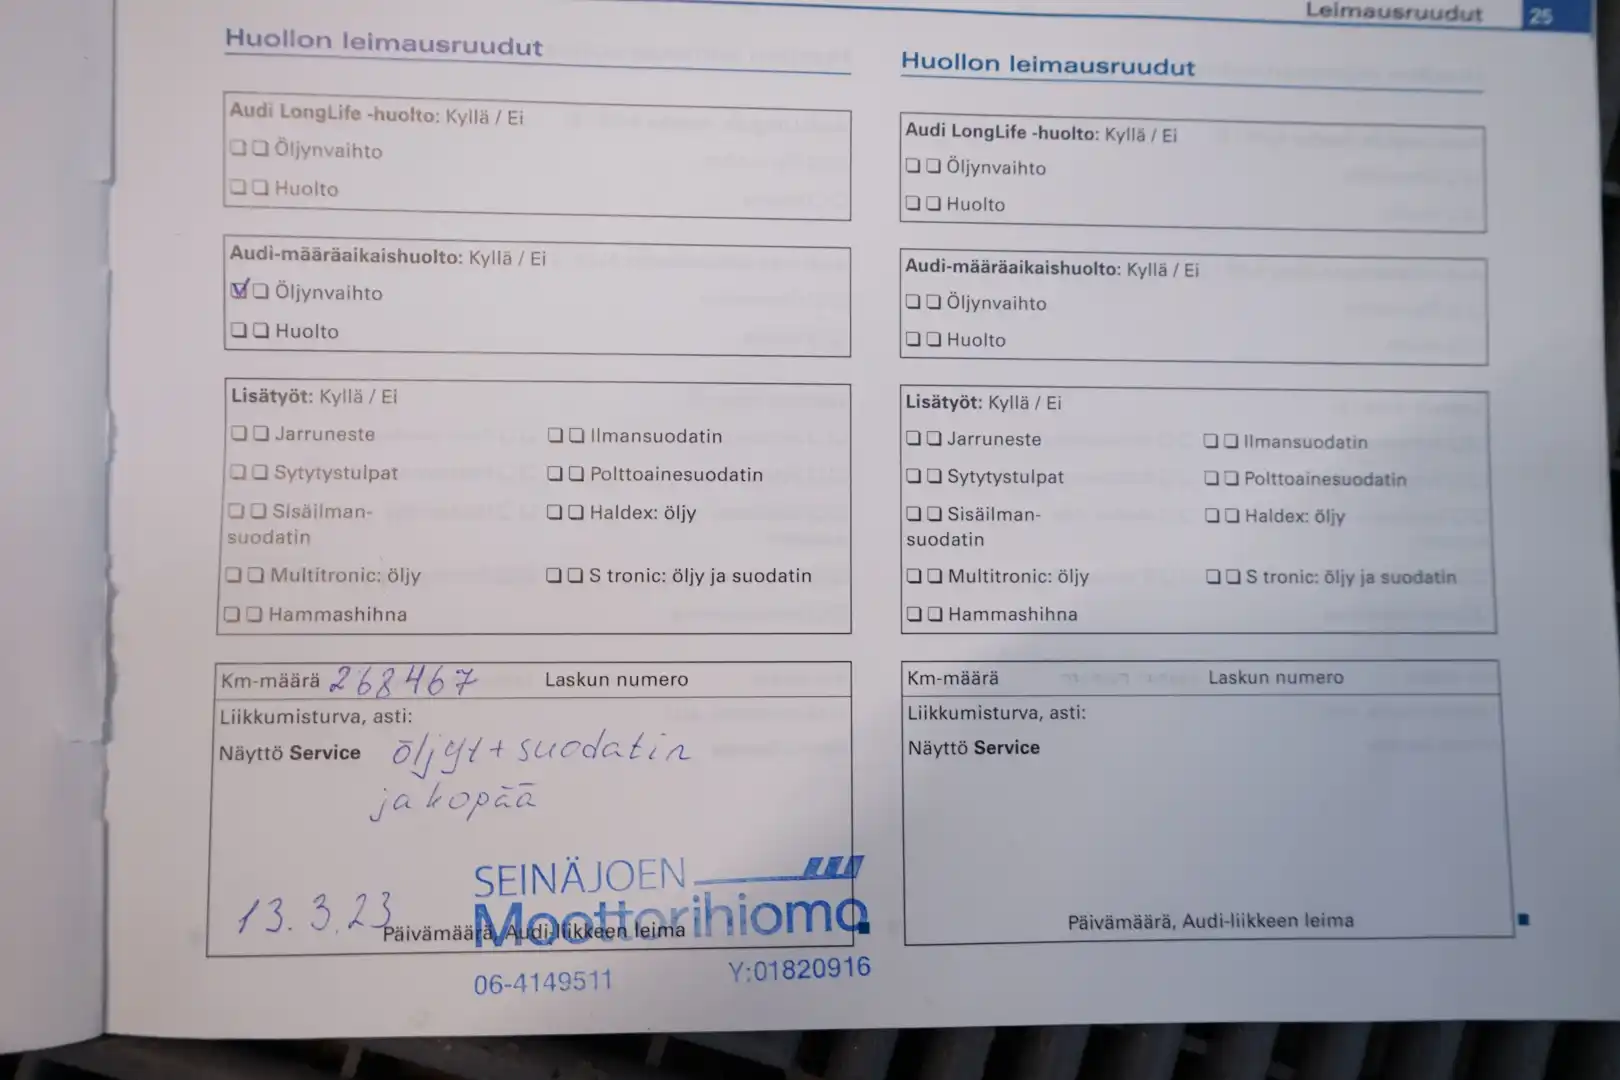 Leimausruudut 25
Huollon leimausruudut
Audi LongLife -huolto: Kyllä / Ei
❏ ❏ Öljynvaihto
❏ ❏ Huolto
Audi-määräaikaishuolto: Kyllä / Ei
☑ ❏ Öljynvaihto
❏ ❏ Huolto
Lisätyöt: Kyllä / Ei
❏ ❏ Jarruneste ❏ ❏ Ilmansuodatin
❏ ❏ Sytytystulpat ❏ ❏ Polttoainesuodatin
❏ ❏ Sisäilman- ❏ ❏ Haldex: öljy
suodatin
❏ ❏ Multitronic: öljy ❏ ❏ S tronic: öljy ja suodatin
❏ ❏ Hammashihna
Km-määrä 268467 Laskun numero
Liikkumisturva, asti:
Näyttö Service öljyt + suodatin
jakopää
13.3.23
Päivämäärä, Audi-liikkeen leima
SEINÄJOEN
Moottorihiomo
06-4149511 Y:01820916
Huollon leimausruudut
Audi LongLife -huolto: Kyllä / Ei
❏ ❏ Öljynvaihto
❏ ❏ Huolto
Audi-määräaikaishuolto: Kyllä / Ei
❏ ❏ Öljynvaihto
❏ ❏ Huolto
Lisätyöt: Kyllä / Ei
❏ ❏ Jarruneste ❏ ❏ Ilmansuodatin
❏ ❏ Sytytystulpat ❏ ❏ Polttoainesuodatin
❏ ❏ Sisäilman- ❏ ❏ Haldex: öljy
suodatin
❏ ❏ Multitronic: öljy ❏ ❏ S tronic: öljy ja suodatin
❏ ❏ Hammashihna
Km-määrä Laskun numero
Liikkumisturva, asti:
Näyttö Service
Päivämäärä, Audi-liikkeen leima